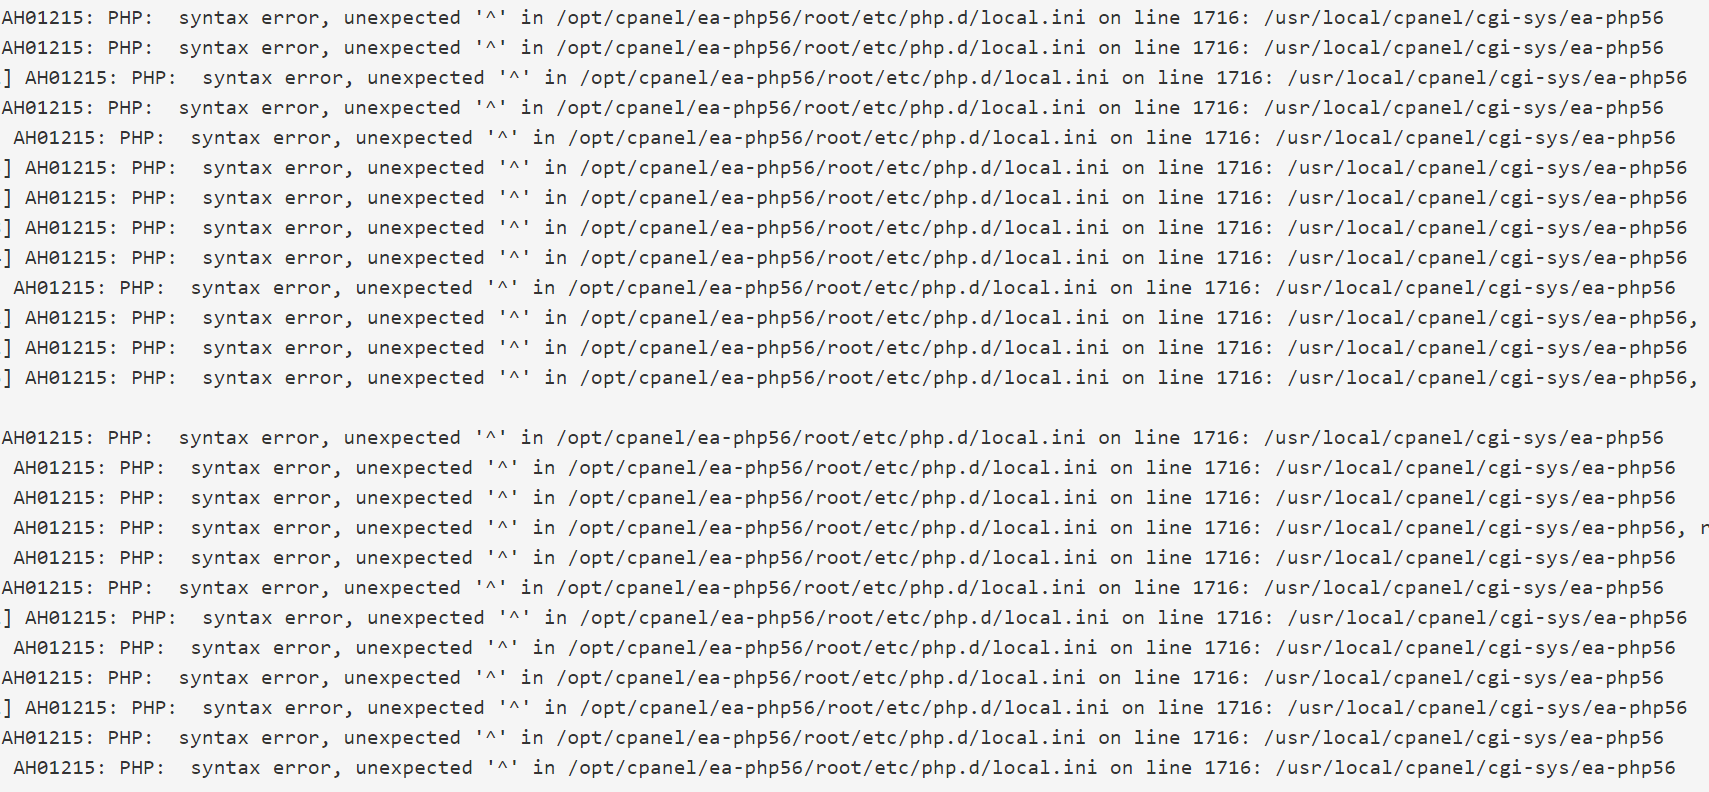 AH01215: PHP:  syntax error, unexpected '^' in /opt/cpanel/ea-php56/root/etc/php.d/local.ini on line 1716: /usr/local/cpanel/cgi-sys/ea-php56
AH01215: PHP:  syntax error, unexpected '^' in /opt/cpanel/ea-php56/root/etc/php.d/local.ini on line 1716: /usr/local/cpanel/cgi-sys/ea-php56
] AH01215: PHP:  syntax error, unexpected '^' in /opt/cpanel/ea-php56/root/etc/php.d/local.ini on line 1716: /usr/local/cpanel/cgi-sys/ea-php56
AH01215: PHP:  syntax error, unexpected '^' in /opt/cpanel/ea-php56/root/etc/php.d/local.ini on line 1716: /usr/local/cpanel/cgi-sys/ea-php56
AH01215: PHP:  syntax error, unexpected '^' in /opt/cpanel/ea-php56/root/etc/php.d/local.ini on line 1716: /usr/local/cpanel/cgi-sys/ea-php56
] AH01215: PHP:  syntax error, unexpected '^' in /opt/cpanel/ea-php56/root/etc/php.d/local.ini on line 1716: /usr/local/cpanel/cgi-sys/ea-php56
] AH01215: PHP:  syntax error, unexpected '^' in /opt/cpanel/ea-php56/root/etc/php.d/local.ini on line 1716: /usr/local/cpanel/cgi-sys/ea-php56
] AH01215: PHP:  syntax error, unexpected '^' in /opt/cpanel/ea-php56/root/etc/php.d/local.ini on line 1716: /usr/local/cpanel/cgi-sys/ea-php56
] AH01215: PHP:  syntax error, unexpected '^' in /opt/cpanel/ea-php56/root/etc/php.d/local.ini on line 1716: /usr/local/cpanel/cgi-sys/ea-php56
AH01215: PHP:  syntax error, unexpected '^' in /opt/cpanel/ea-php56/root/etc/php.d/local.ini on line 1716: /usr/local/cpanel/cgi-sys/ea-php56
] AH01215: PHP:  syntax error, unexpected '^' in /opt/cpanel/ea-php56/root/etc/php.d/local.ini on line 1716: /usr/local/cpanel/cgi-sys/ea-php56,
] AH01215: PHP:  syntax error, unexpected '^' in /opt/cpanel/ea-php56/root/etc/php.d/local.ini on line 1716: /usr/local/cpanel/cgi-sys/ea-php56
] AH01215: PHP:  syntax error, unexpected '^' in /opt/cpanel/ea-php56/root/etc/php.d/local.ini on line 1716: /usr/local/cpanel/cgi-sys/ea-php56,
AH01215: PHP:  syntax error, unexpected '^' in /opt/cpanel/ea-php56/root/etc/php.d/local.ini on line 1716: /usr/local/cpanel/cgi-sys/ea-php56
AH01215: PHP:  syntax error, unexpected '^' in /opt/cpanel/ea-php56/root/etc/php.d/local.ini on line 1716: /usr/local/cpanel/cgi-sys/ea-php56
AH01215: PHP:  syntax error, unexpected '^' in /opt/cpanel/ea-php56/root/etc/php.d/local.ini on line 1716: /usr/local/cpanel/cgi-sys/ea-php56
AH01215: PHP:  syntax error, unexpected '^' in /opt/cpanel/ea-php56/root/etc/php.d/local.ini on line 1716: /usr/local/cpanel/cgi-sys/ea-php56, r
AH01215: PHP:  syntax error, unexpected '^' in /opt/cpanel/ea-php56/root/etc/php.d/local.ini on line 1716: /usr/local/cpanel/cgi-sys/ea-php56
AH01215: PHP:  syntax error, unexpected '^' in /opt/cpanel/ea-php56/root/etc/php.d/local.ini on line 1716: /usr/local/cpanel/cgi-sys/ea-php56
] AH01215: PHP:  syntax error, unexpected '^' in /opt/cpanel/ea-php56/root/etc/php.d/local.ini on line 1716: /usr/local/cpanel/cgi-sys/ea-php56
AH01215: PHP:  syntax error, unexpected '^' in /opt/cpanel/ea-php56/root/etc/php.d/local.ini on line 1716: /usr/local/cpanel/cgi-sys/ea-php56
AH01215: PHP:  syntax error, unexpected '^' in /opt/cpanel/ea-php56/root/etc/php.d/local.ini on line 1716: /usr/local/cpanel/cgi-sys/ea-php56
] AH01215: PHP:  syntax error, unexpected '^' in /opt/cpanel/ea-php56/root/etc/php.d/local.ini on line 1716: /usr/local/cpanel/cgi-sys/ea-php56
AH01215: PHP:  syntax error, unexpected '^' in /opt/cpanel/ea-php56/root/etc/php.d/local.ini on line 1716: /usr/local/cpanel/cgi-sys/ea-php56
AH01215: PHP:  syntax error, unexpected '^' in /opt/cpanel/ea-php56/root/etc/php.d/local.ini on line 1716: /usr/local/cpanel/cgi-sys/ea-php56